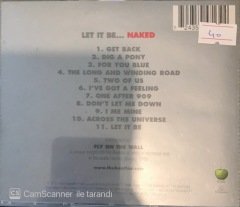 LET IT BE... NAKED
1. GET BACK
2. DIG A PONY
3. FOR YOU BLUE
4. THE LONG AND WINDING ROAD
5. TWO OF US
6. I'VE GOT A FEELING
7. ONE AFTER 909
8. DON'T LET ME DOWN
9. I ME MINE
10. ACROSS THE UNIVERSE
11. LET IT BE
FLY ON THE WALL
40
CS CamScanner ile tarandı